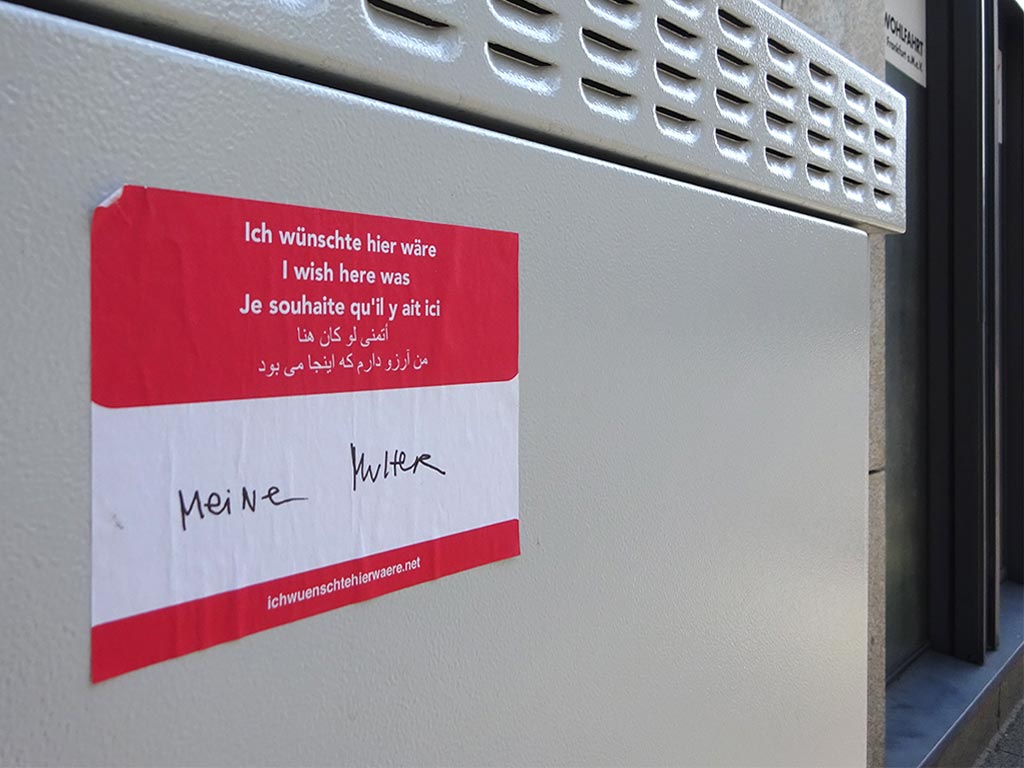 WOHLFAHRT
Frankfurt a.M. e.V.
Ich wünschte hier wäre
I wish here was
Je souhaite qu'il y ait ici
أتمنى لو كان هنا
من آرزو دارم که اینجا می بود
Meine Mutter
ichwuenschtehierwaere.net